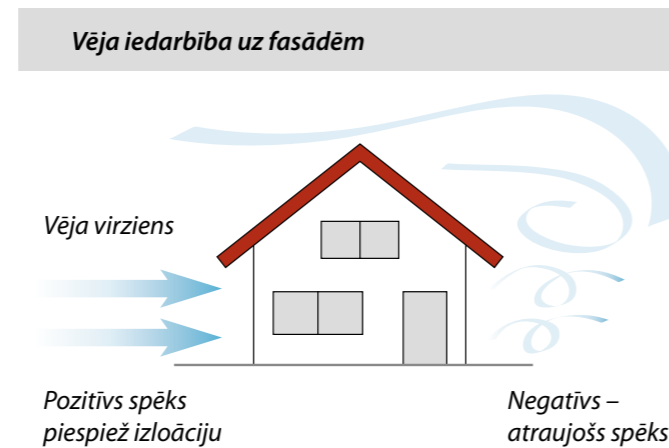 Vēja iedarbība uz fasādēm
Vēja virziens
Pozitīvs spēks
piespiež izloāciju
Negatīvs –
atraujošs spēks